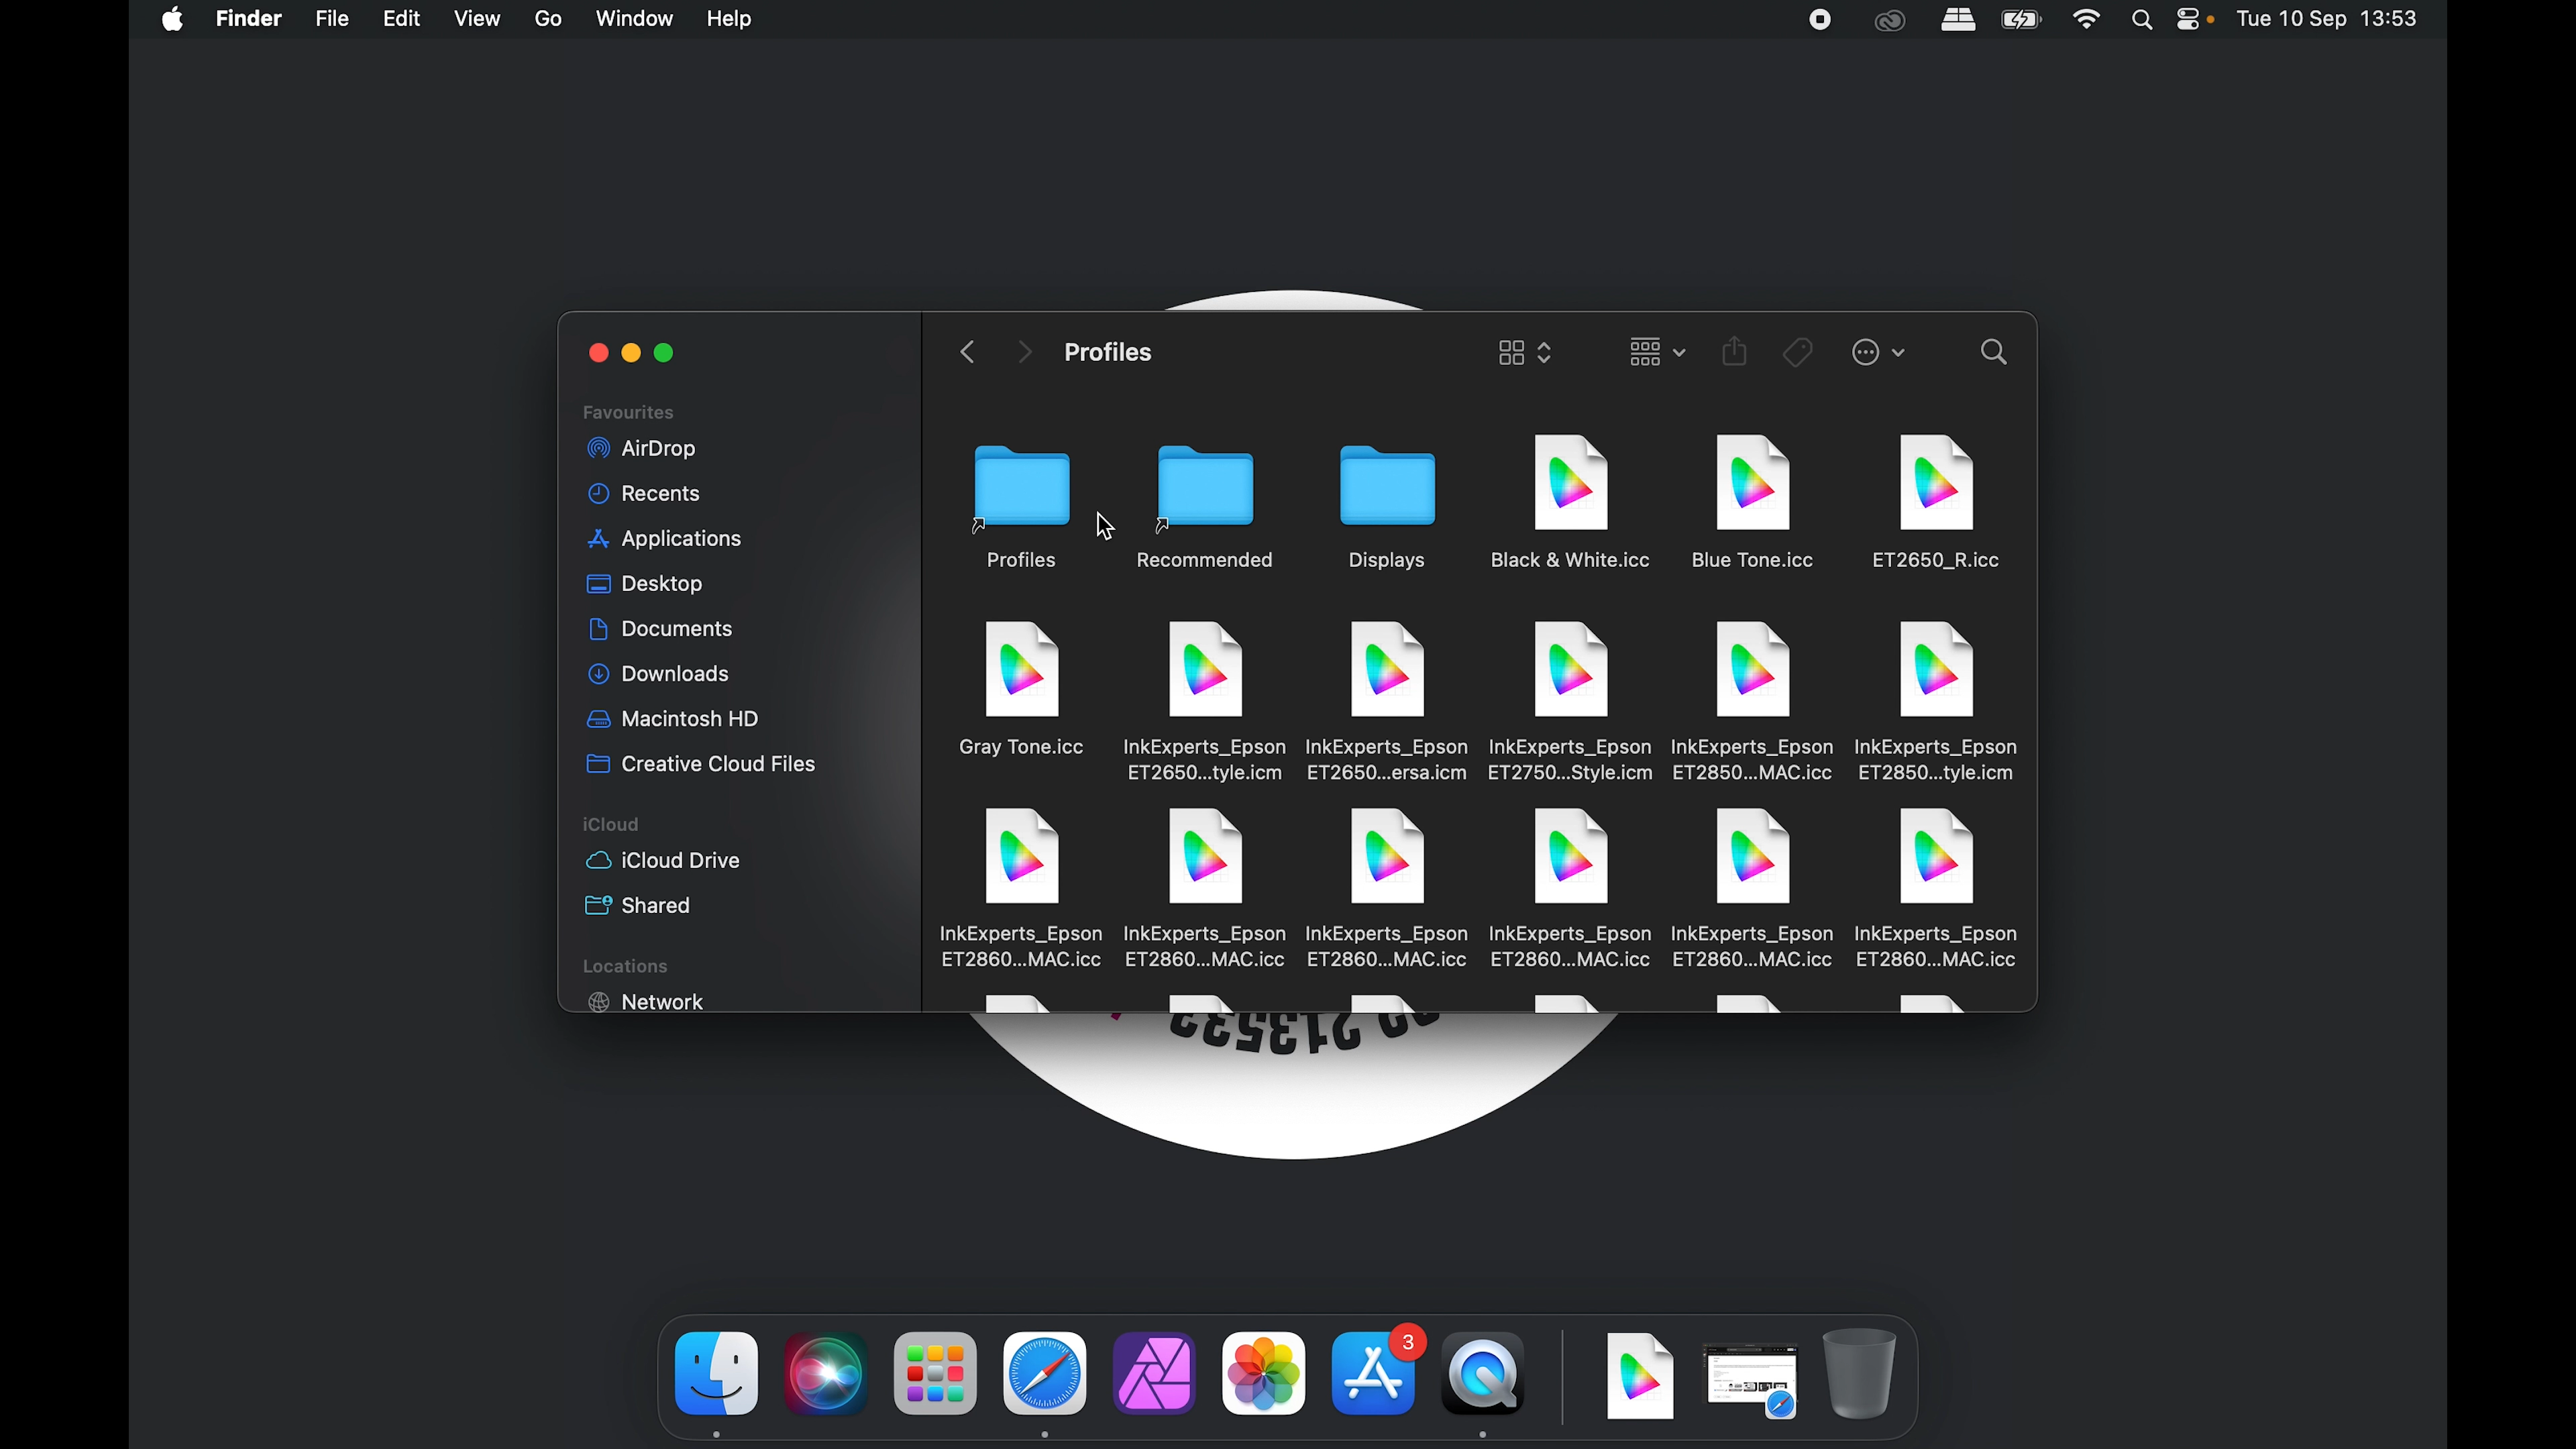 Finder File Edit View Go Window Help Tue 10 Sep 13:53
Profiles
Favourites
AirDrop
Recents
Applications
Desktop
Documents
Downloads
Macintosh HD
Creative Cloud Files
iCloud
iCloud Drive
Shared
Locations
Network
Profiles Recommended Displays Black & White.icc Blue Tone.icc ET2650_R.icc
Gray Tone.icc InkExperts_Epson InkExperts_Epson InkExperts_Epson InkExperts_Epson InkExperts_Epson
ET2650...tyle.icm ET2650...ersa.icm ET2750...Style.icm ET2850...MAC.icc ET2850...tyle.icm
InkExperts_Epson InkExperts_Epson InkExperts_Epson InkExperts_Epson InkExperts_Epson InkExperts_Epson
ET2860...MAC.icc ET2860...MAC.icc ET2860...MAC.icc ET2860...MAC.icc ET2860...MAC.icc ET2860...MAC.icc
3